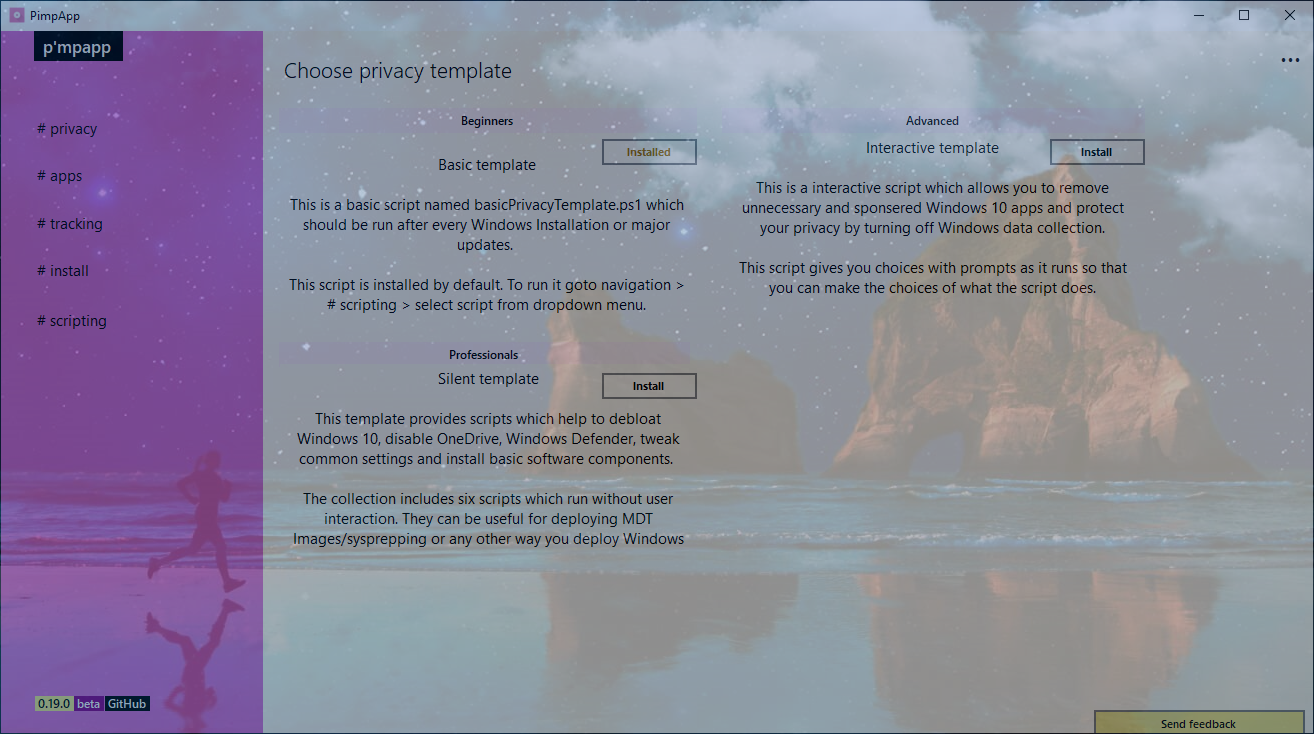 PimpApp
p'mpapp
# privacy
# apps
# tracking
# install
# scripting
0.19.0 beta GitHub
Choose privacy template
Beginners
Basic template
Installed
This is a basic script named basicPrivacyTemplate.ps1 which
should be run after every Windows Installation or major
updates.
This script is installed by default. To run it goto navigation >
# scripting > select script from dropdown menu.
Advanced
Interactive template
Install
This is a interactive script which allows you to remove
unnecessary and sponsered Windows 10 apps and protect
your privacy by turning off Windows data collection.
This script gives you choices with prompts as it runs so that
you can make the choices of what the script does.
Professionals
Silent template
Install
This template provides scripts which help to debloat
Windows 10, disable OneDrive, Windows Defender, tweak
common settings and install basic software components.
The collection includes six scripts which run without user
interaction. They can be useful for deploying MDT
Images/sysprepping or any other way you deploy Windows
Send feedback